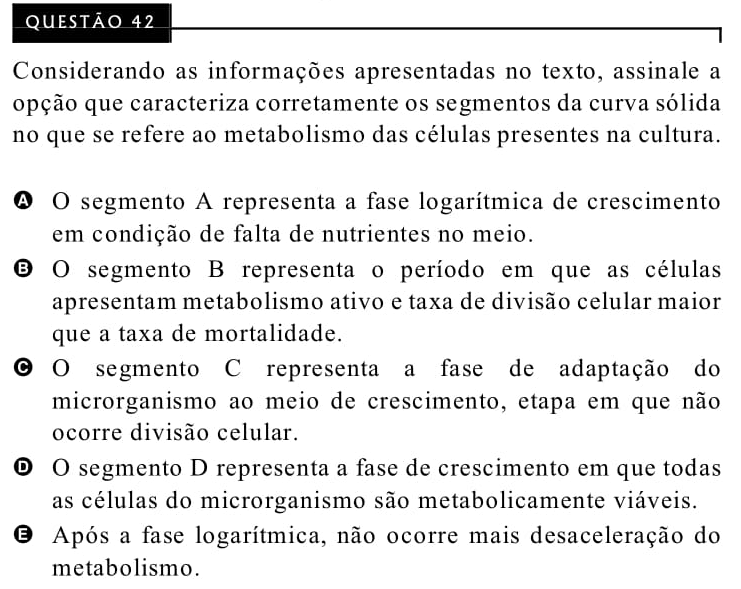 QUESTÃO 42
Considerando as informações apresentadas no texto, assinale a
opção que caracteriza corretamente os segmentos da curva sólida
no que se refere ao metabolismo das células presentes na cultura.
A O segmento A representa a fase logarítmica de crescimento
em condição de falta de nutrientes no meio.
B O segmento B representa o período em que as células
apresentam metabolismo ativo e taxa de divisão celular maior
que a taxa de mortalidade.
C O segmento C representa a fase de adaptação do
microrganismo ao meio de crescimento, etapa em que não
ocorre divisão celular.
D O segmento D representa a fase de crescimento em que todas
as células do microrganismo são metabolicamente viáveis.
E Após a fase logarítmica, não ocorre mais desaceleração do
metabolismo.